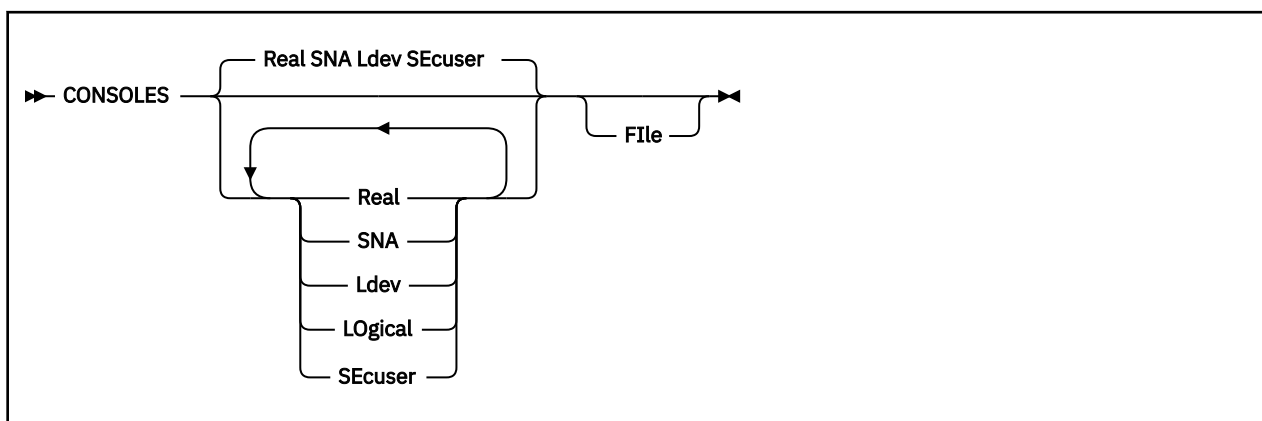 Real SNA Ldev SEcuser
CONSOLES
FIle
Real
SNA
Ldev
LOgical
SEcuser